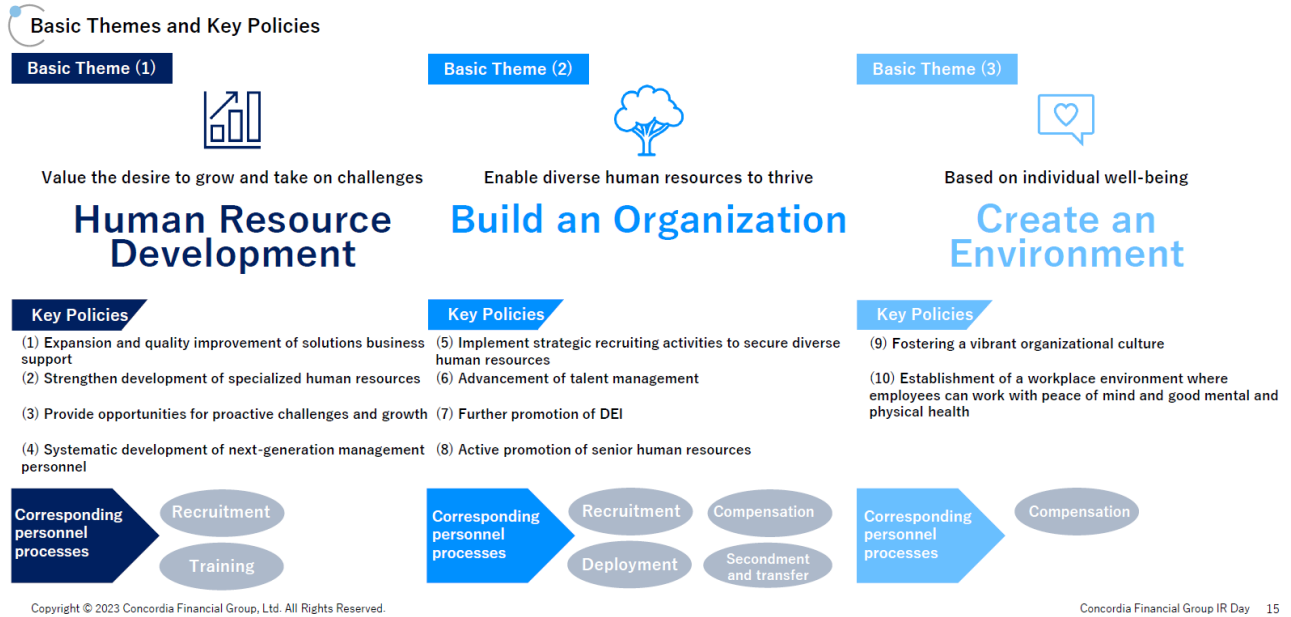 Basic Themes and Key Policies
Basic Theme (1)
Value the desire to grow and take on challenges
Human Resource
Development
Key Policies
(1) Expansion and quality improvement of solutions business
support
(2) Strengthen development of specialized human resources
(3) Provide opportunities for proactive challenges and growth
(4) Systematic development of next-generation management
personnel
Corresponding
personnel
processes
Recruitment
Training
Basic Theme (2)
Enable diverse human resources to thrive
Build an Organization
Key Policies
(5) Implement strategic recruiting activities to secure diverse
human resources
(6) Advancement of talent management
(7) Further promotion of DEI
(8) Active promotion of senior human resources
Corresponding
personnel
processes
Recruitment
Compensation
Deployment
Secondment
and transfer
Basic Theme (3)
Based on individual well-being
Create an
Environment
Key Policies
(9) Fostering a vibrant organizational culture
(10) Establishment of a workplace environment where
employees can work with peace of mind and good mental and
physical health
Corresponding
personnel
processes
Compensation
Copyright © 2023 Concordia Financial Group, Ltd. All Rights Reserved.
Concordia Financial Group IR Day 15